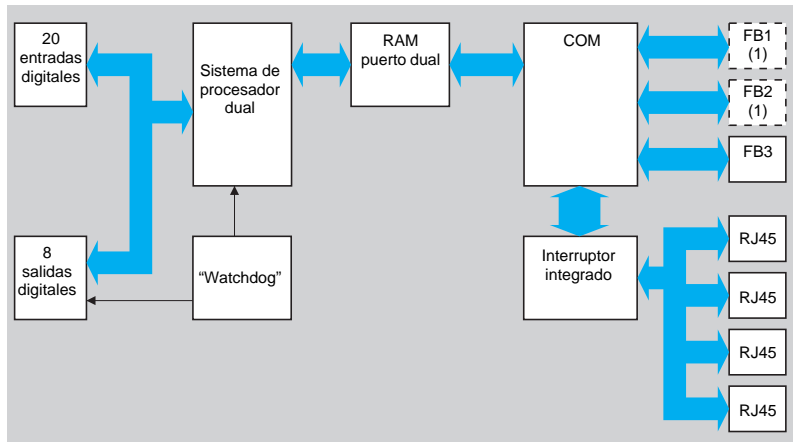 20
entradas
digitales
Sistema de
procesador
dual
RAM
puerto dual
COM
FB1
(1)
FB2
(1)
FB3
8
salidas
digitales
“Watchdog”
Interruptor
integrado
RJ45
RJ45
RJ45
RJ45